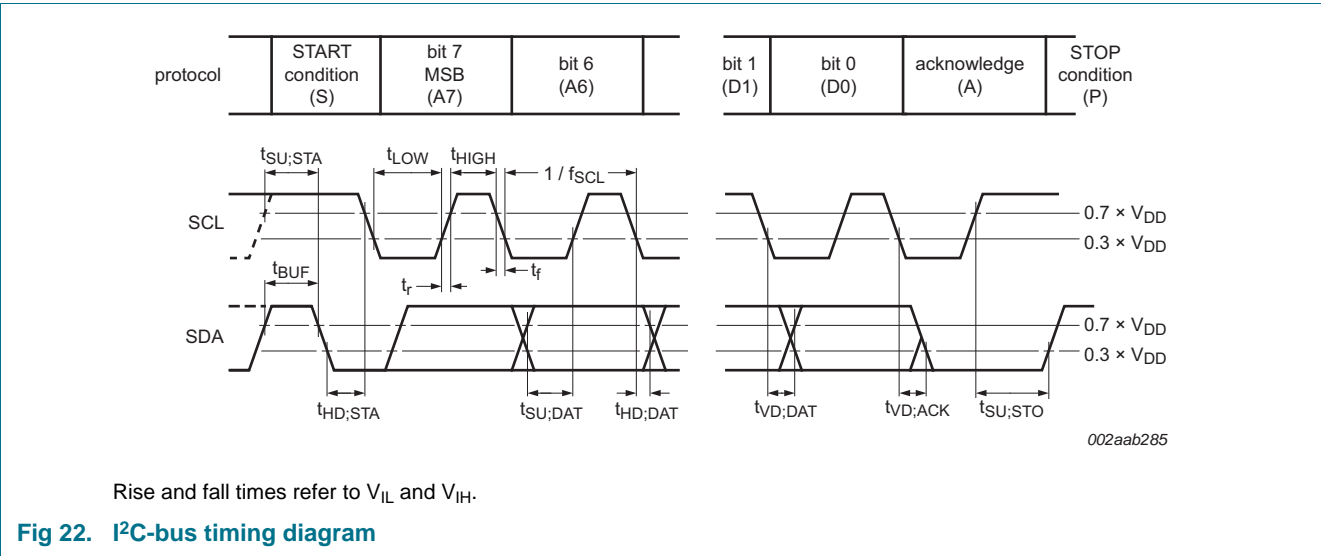 protocol
START
condition
(S)
bit 7
MSB
(A7)
bit 6
(A6)
bit 1
(D1)
bit 0
(D0)
acknowledge
(A)
STOP
condition
(P)
tSU;STA
tLOW
tHIGH
1 / fSCL
SCL
0.7 × VDD
0.3 × VDD
tBUF
tr
tf
SDA
0.7 × VDD
0.3 × VDD
tHD;STA
tSU;DAT
tHD;DAT
tVD;DAT
tVD;ACK
tSU;STO
002aab285
Rise and fall times refer to VIL and VIH.
Fig 22. I²C-bus timing diagram